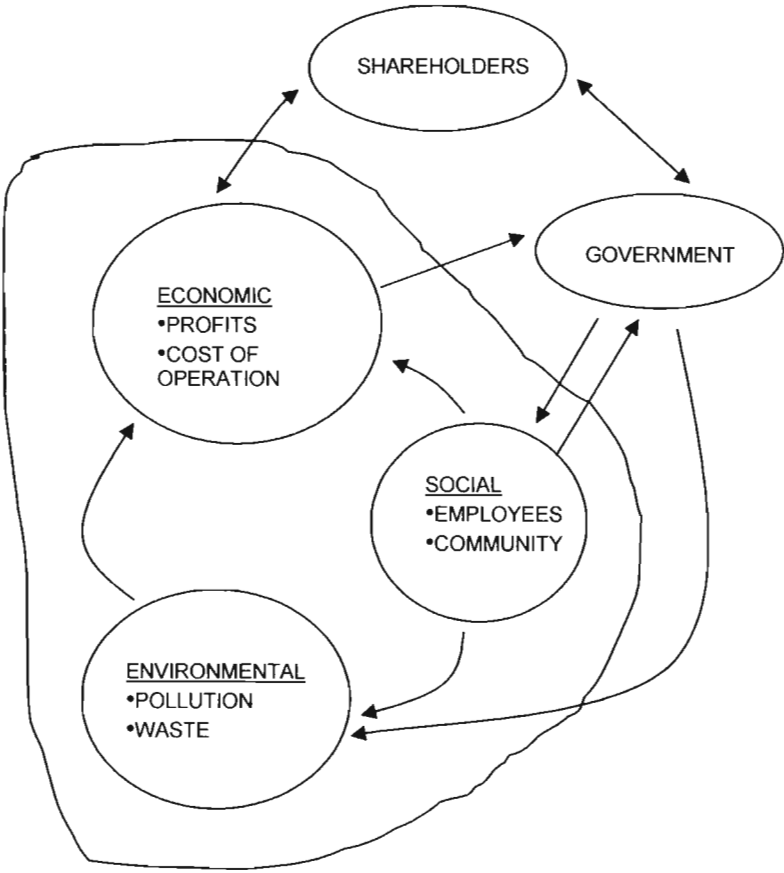 SHAREHOLDERS
GOVERNMENT
ECONOMIC
•PROFITS
•COST OF
OPERATION
SOCIAL
•EMPLOYEES
•COMMUNITY
ENVIRONMENTAL
•POLLUTION
•WASTE